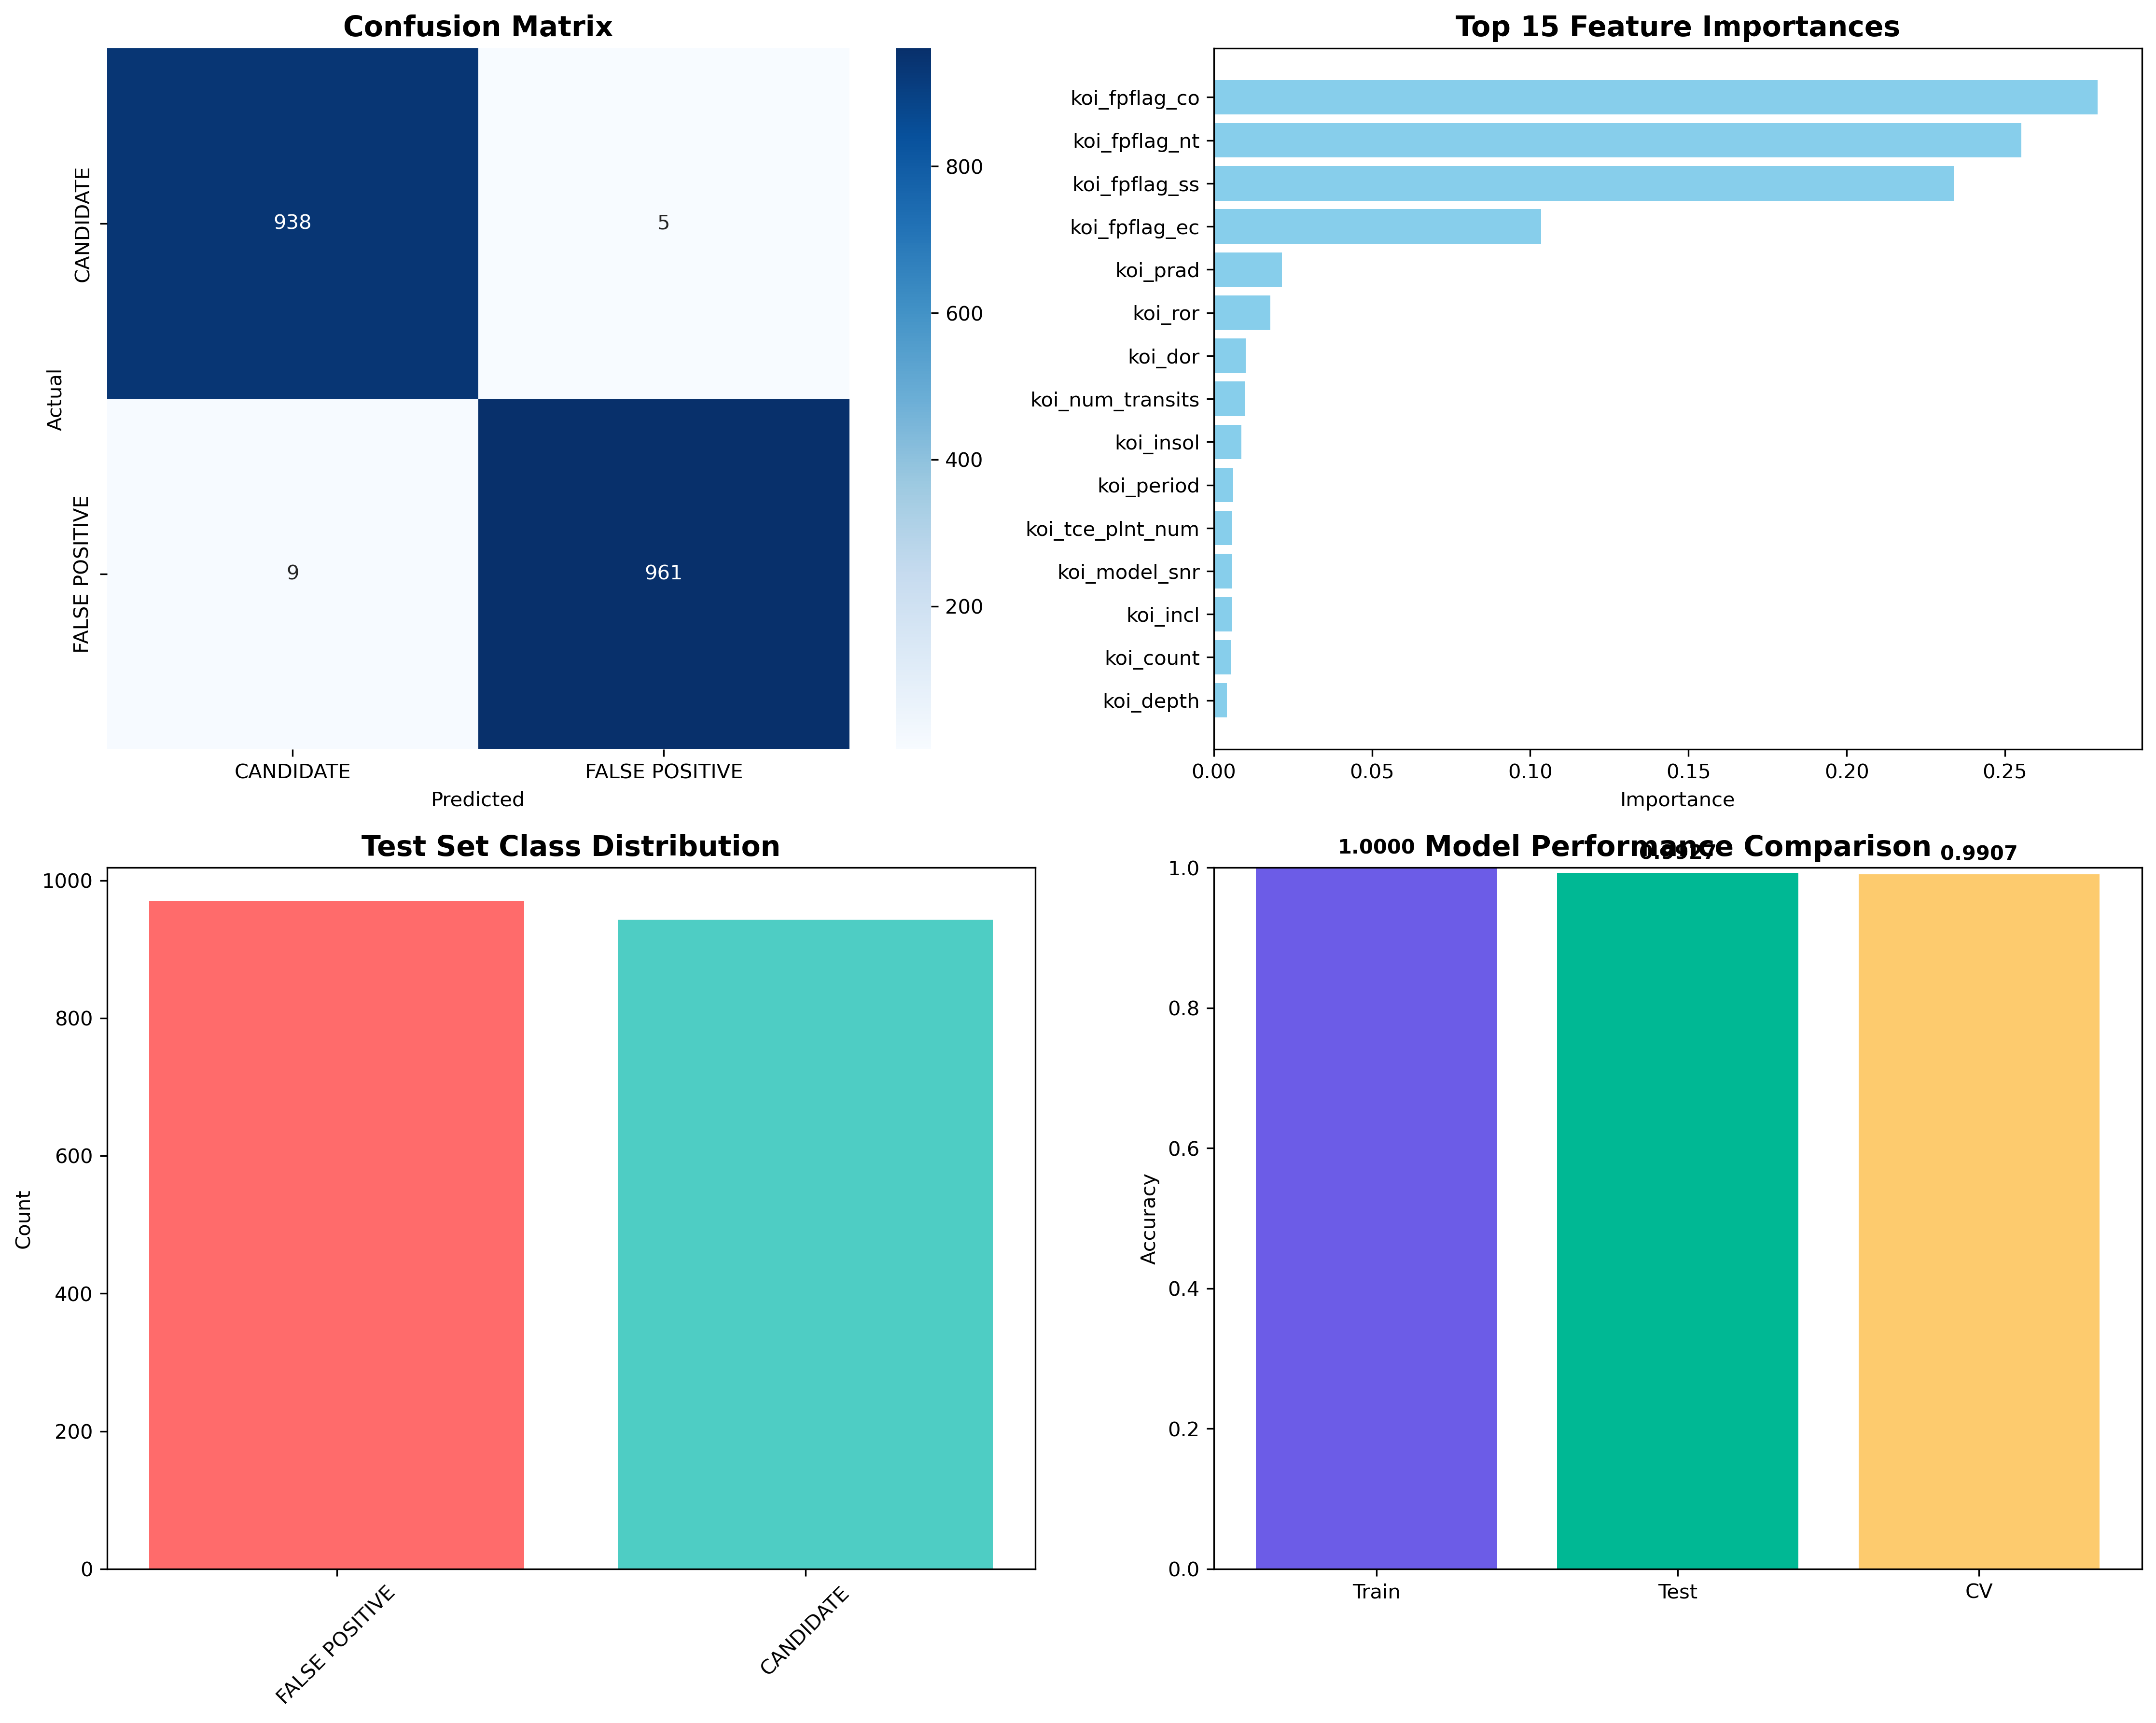 Confusion Matrix
CANDIDATE
FALSE POSITIVE
Actual
938
5
9
961
CANDIDATE
FALSE POSITIVE
Predicted
800
600
400
200
Top 15 Feature Importances
koi_fpflag_co
koi_fpflag_nt
koi_fpflag_ss
koi_fpflag_ec
koi_prad
koi_ror
koi_dor
koi_num_transits
koi_insol
koi_period
koi_tce_plnt_num
koi_model_snr
koi_incl
koi_count
koi_depth
0.00 0.05 0.10 0.15 0.20 0.25
Importance
Test Set Class Distribution
1000
800
600
400
200
0
Count
FALSE POSITIVE
CANDIDATE
Model Performance Comparison
1.0000
0.9927
0.9907
1.0
0.8
0.6
0.4
0.2
0.0
Accuracy
Train
Test
CV